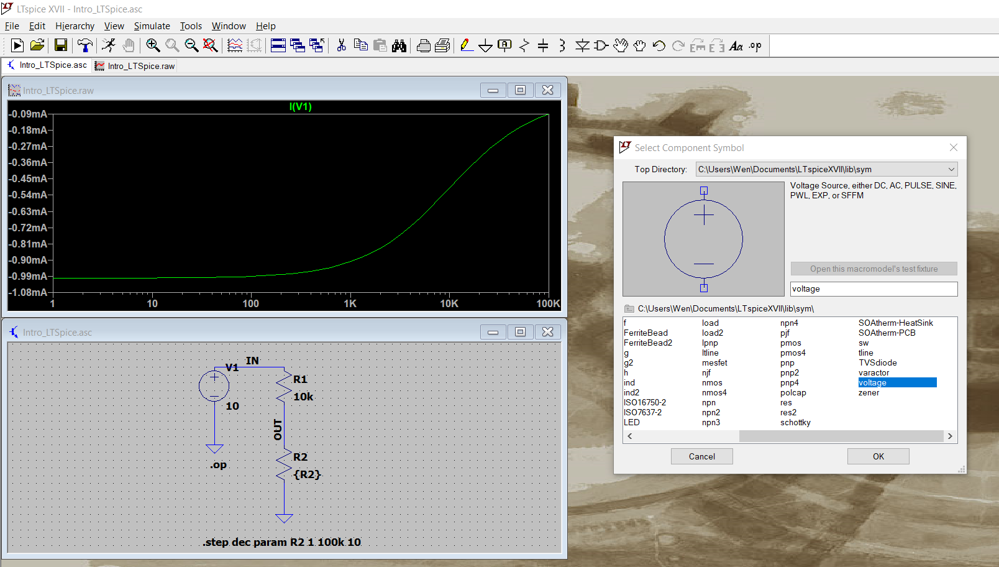 LTspice XVII - Intro_LTSpice.asc
File Edit Hierarchy View Simulate Tools Window Help
.op
Intro_LTSpice.asc Intro_LTSpice.raw
Intro_LTSpice.raw
I(V1)
-0.09mA
-0.18mA
-0.27mA
-0.36mA
-0.45mA
-0.54mA
-0.63mA
-0.72mA
-0.81mA
-0.90mA
-0.99mA
-1.08mA
1 10 100 1K 10K 100K
Intro_LTSpice.asc
IN
V1
R1
10k
10
OUT
R2
.op
{R2}
.step dec param R2 1 100k 10
Select Component Symbol
Top Directory: C:\Users\Wen\Documents\LTspiceXVII\lib\sym
Voltage Source, either DC, AC, PULSE, SINE,
PWL, EXP, or SFFM
Open this macromodel's test fixture
voltage
C:\Users\Wen\Documents\LTspiceXVII\lib\sym\
f load npn4 SOAtherm-HeatSink
FerriteBead load2 pjf SOAtherm-PCB
FerriteBead2 lpnp pmos sw
g ltline pmos4 tline
g2 mesfet pnp TVSdiode
h njf pnp2 varactor
ind nmos pnp4 voltage
ind2 nmos4 polcap zener
ISO16750-2 npn res
ISO7637-2 npn2 res2
LED npn3 schottky
Cancel OK